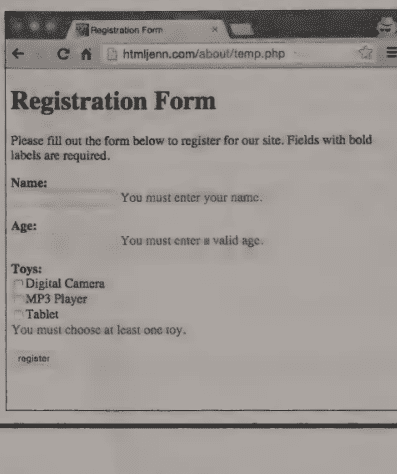 Registration Form
htmljenn.com/about/temp.php
Registration Form
Please fill out the form below to register for our site. Fields with bold
labels are required.
Name:
You must enter your name.
Age:
You must enter a valid age.
Toys:
Digital Camera
MP3 Player
Tablet
You must choose at least one toy.
register